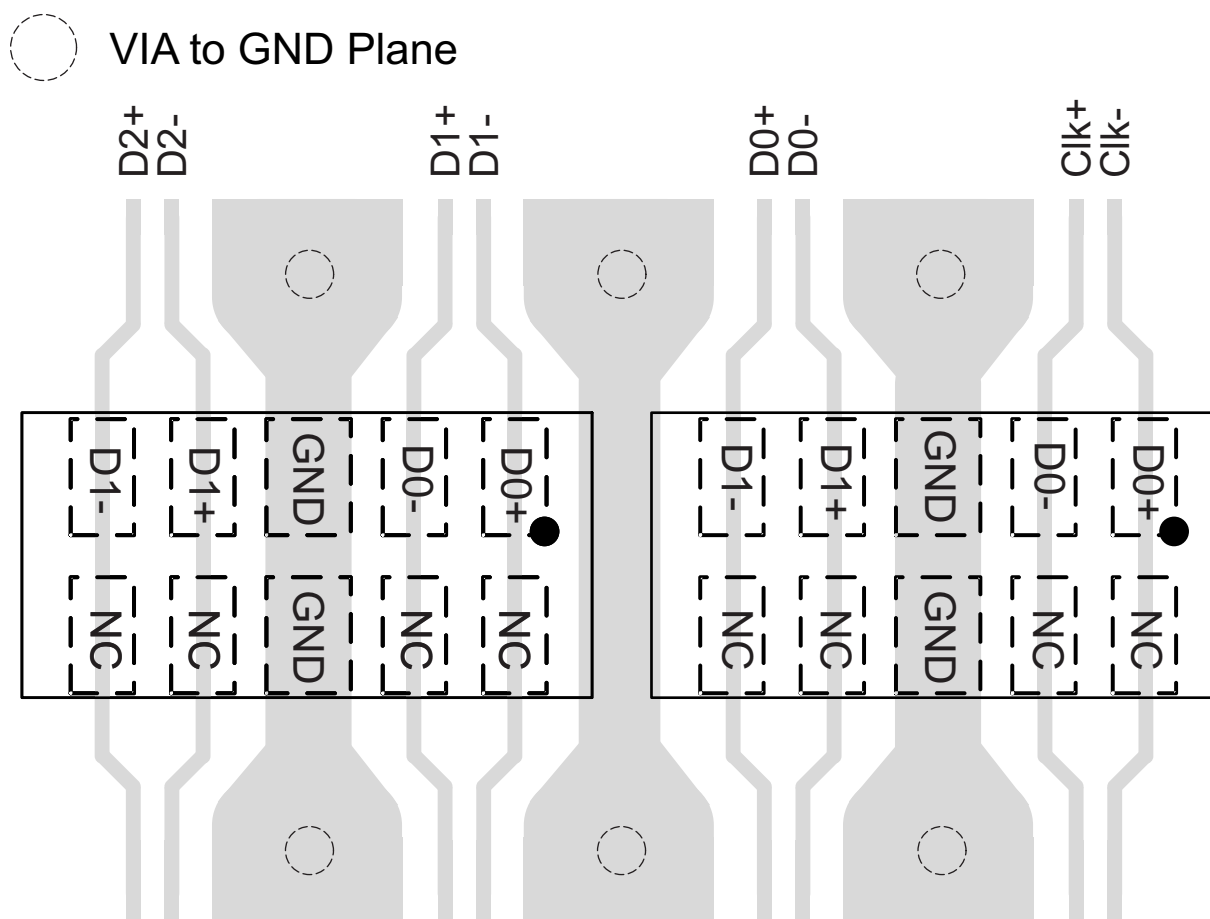 VIA to GND Plane
D2+
D2-
D1+
D1-
D0+
D0-
Clk+
Clk-
D1-
D1+
GND
D0-
D0+
D1-
D1+
GND
D0-
D0+
NC
NC
GND
NC
NC
NC
NC
GND
NC
NC